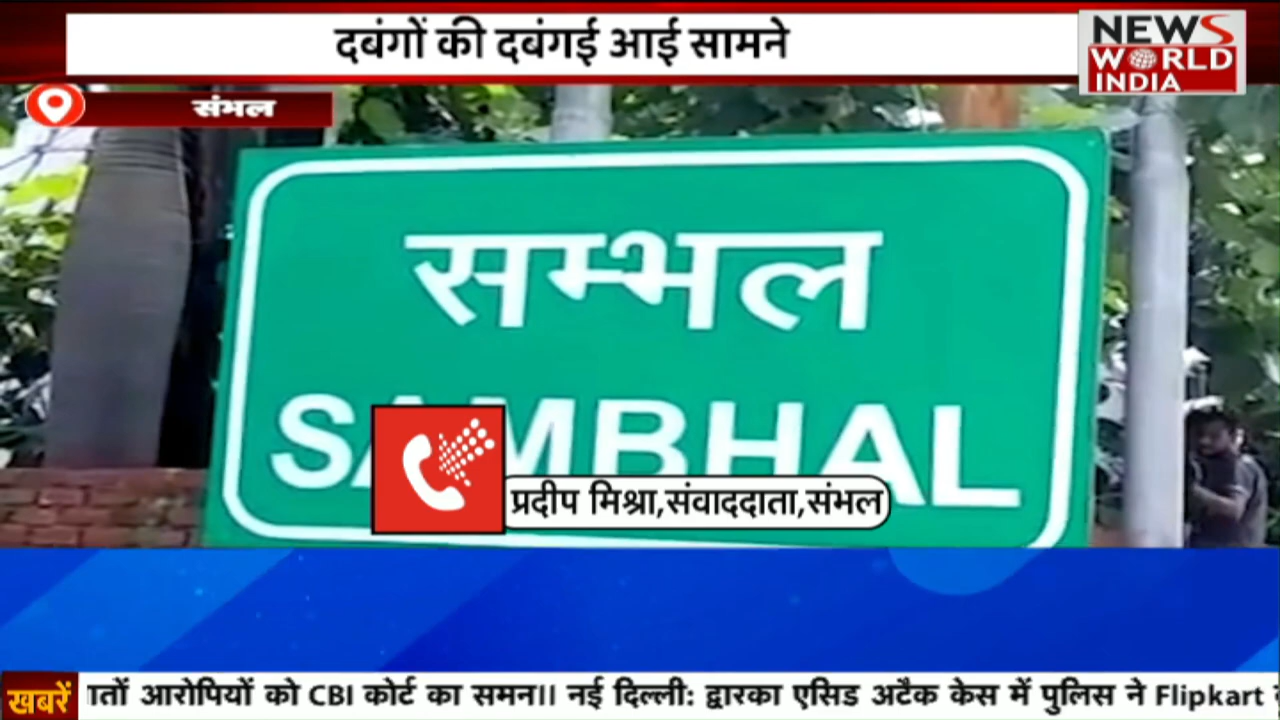 दबंगों की दबंगई आई सामने
NEWS
WORLD
INDIA
संभल
सम्भल
SAMBHAL
प्रदीप मिश्रा,संवाददाता,संभल
खबरें
आरोपियों को CBI कोर्ट का समन।। नई दिल्ली: द्वारका एसिड अटैक केस में पुलिस ने Flipkart